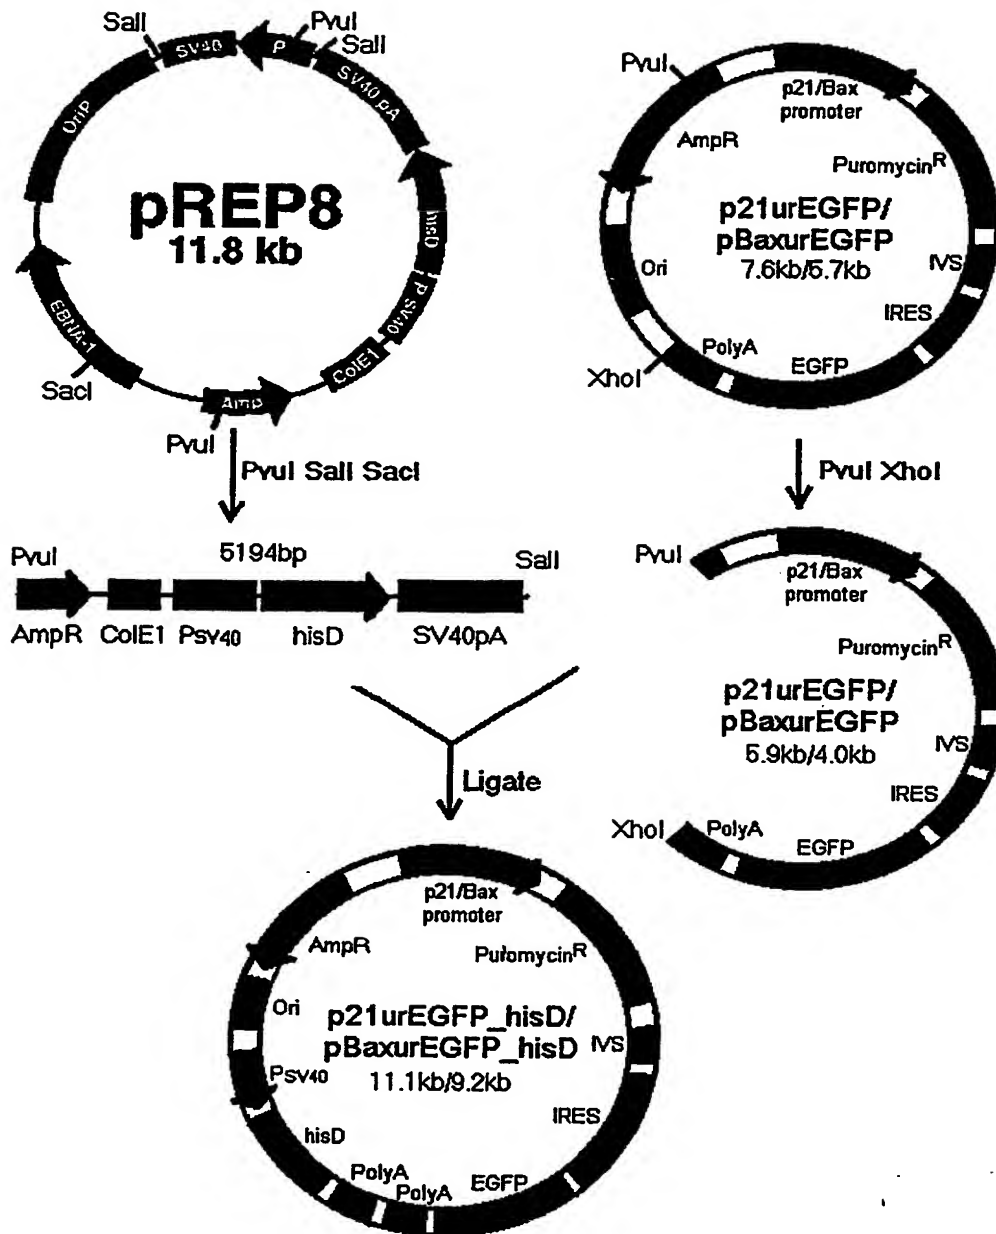 SalI
PvuI
SalI
SV40
P
SV40 pA
OriP
hisD
pREP8
11.8 kb
P SV40
ColE1
EBNA-1
SacI
Amp
PvuI
PvuI SalI SacI
PvuI
p21/Bax
promoter
AmpR
PuromycinR
p21urEGFP/
pBaxurEGFP
7.6kb/5.7kb
Ori
IVS
IRES
PolyA
EGFP
XhoI
PvuI XhoI
5194bp
PvuI
SalI
AmpR ColE1 PSV40 hisD SV40pA
PvuI
p21/Bax
promoter
PuromycinR
p21urEGFP/
pBaxurEGFP
5.9kb/4.0kb
IVS
IRES
XhoI
PolyA
EGFP
Ligate
p21/Bax
promoter
AmpR
PuromycinR
Ori
p21urEGFP_hisD/
pBaxurEGFP_hisD
11.1kb/9.2kb
IVS
PSV40
IRES
hisD
PolyA
PolyA
EGFP